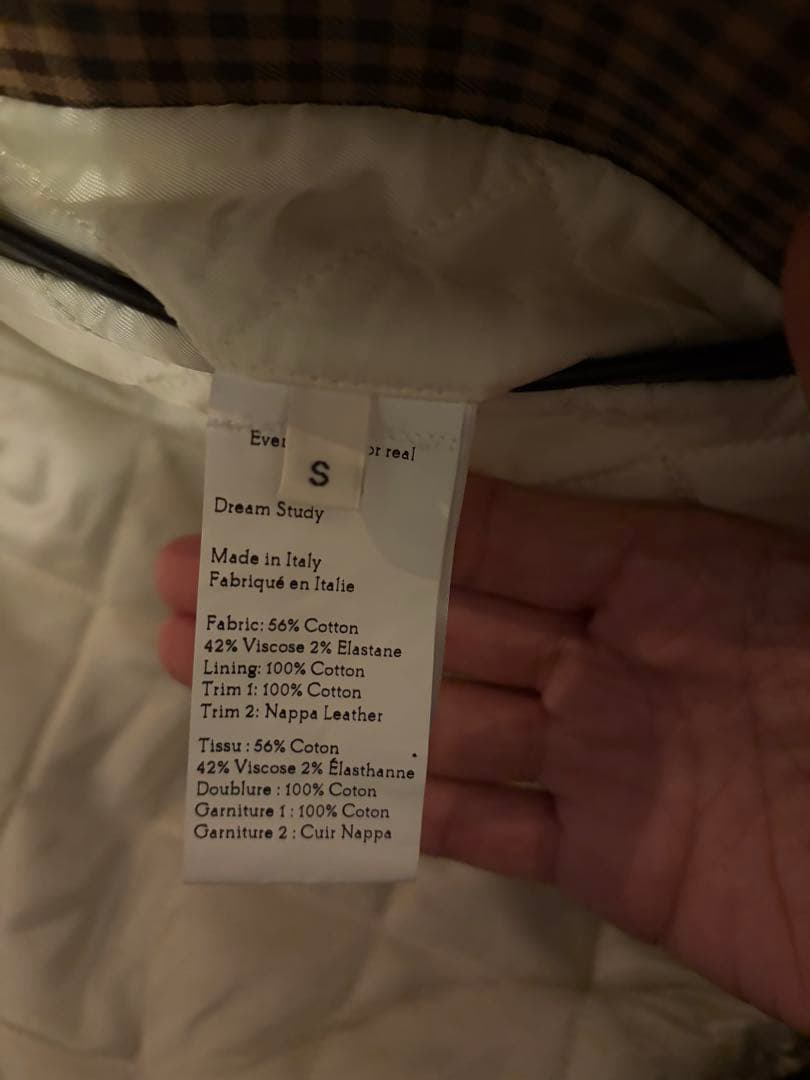 real
S
Dream Study
Made in Italy
Fabriqué en Italie
Fabric: 56% Cotton
42% Viscose 2% Elastane
Lining: 100% Cotton
Trim 1: 100% Cotton
Trim 2: Nappa Leather
Tissu : 56% Coton
42% Viscose 2% Élasthanne
Doublure : 100% Coton
Garniture 1 : 100% Coton
Garniture 2 : Cuir Nappa